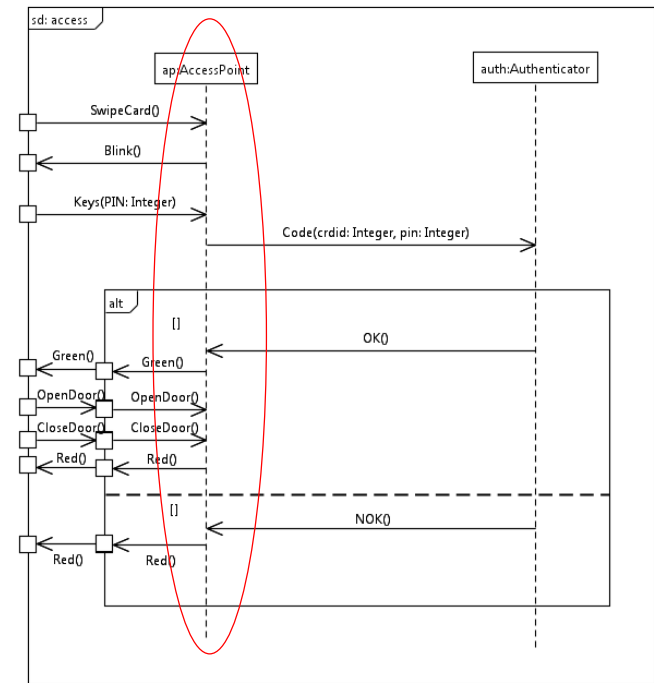 sd: access
ap:AccessPoint
auth:Authenticator
SwipeCard()
Blink()
Keys(PIN: Integer)
Code(crdid: Integer, pin: Integer)
alt
[]
OK()
Green()
Green()
OpenDoor()
OpenDoor()
CloseDoor()
CloseDoor()
Red()
Red()
[]
NOK()
Red()
Red()